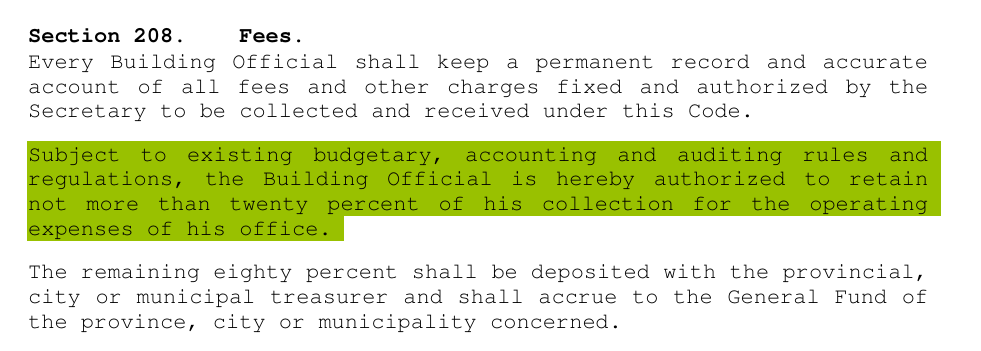 Section 208. Fees.
Every Building Official shall keep a permanent record and accurate
account of all fees and other charges fixed and authorized by the
Secretary to be collected and received under this Code.
Subject to existing budgetary, accounting and auditing rules and
regulations, the Building Official is hereby authorized to retain
not more than twenty percent of his collection for the operating
expenses of his office.
The remaining eighty percent shall be deposited with the provincial,
city or municipal treasurer and shall accrue to the General Fund of
the province, city or municipality concerned.